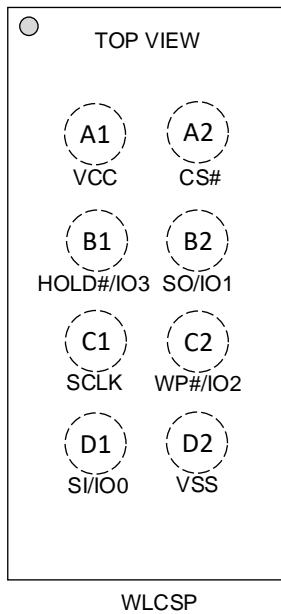 TOP VIEW
A1 A2
VCC CS#
B1 B2
HOLD#/IO3 SO/IO1
C1 C2
SCLK WP#/IO2
D1 D2
SI/IO0 VSS
WLCSP